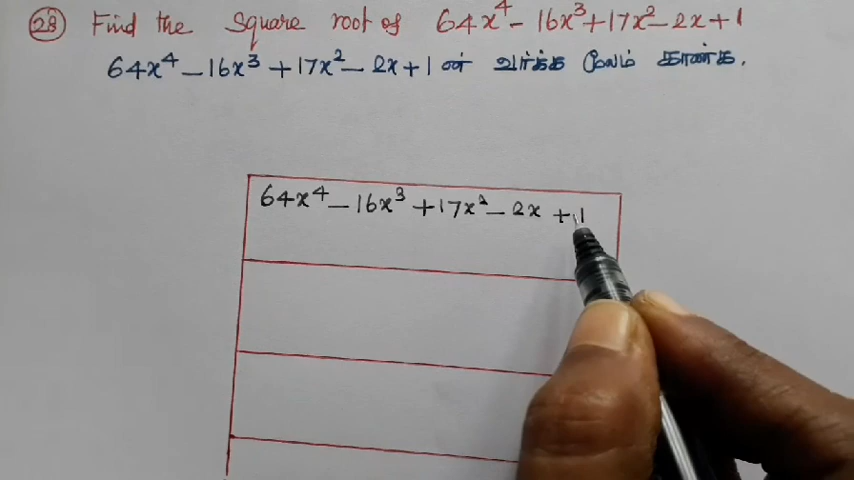 28 Find the Square root of 64x⁴ - 16x³ + 17x² - 2x + 1
64x⁴ - 16x³ + 17x² - 2x + 1 ன் வர்க்க மூலம் காண்க.
64x⁴ - 16x³ + 17x² - 2x + 1